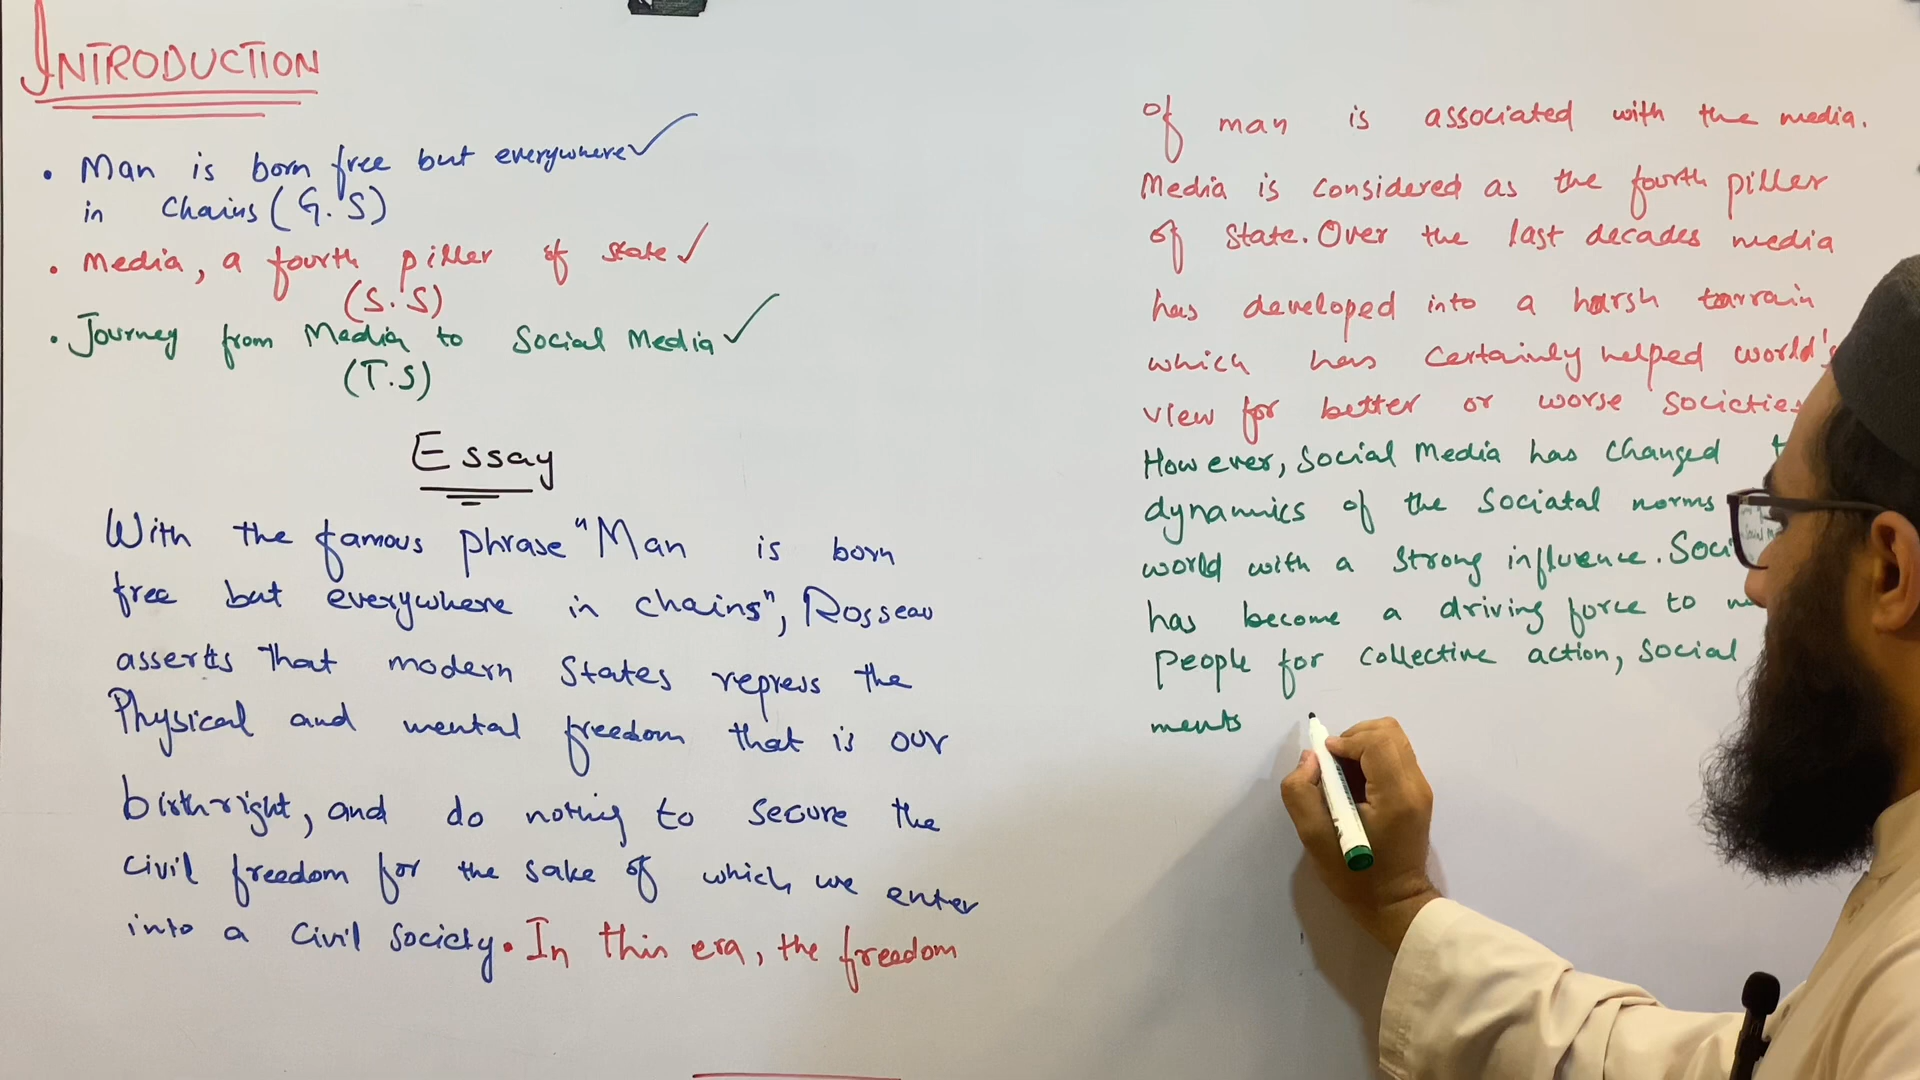 INTRODUCTION
• Man is born free but everywhere ✓
in Chains (G.S)
• Media, a fourth piller of state ✓
(S.S)
• Journey from Media to Social Media ✓
(T.S)
Essay
With the famous phrase "Man is born
free but everywhere in chains", Rosseau
asserts that modern States repress the
Physical and mental freedom that is our
birthright, and do nothing to secure the
civil freedom for the sake of which we enter
into a civil society. In this era, the freedom
of man is associated with the media.
Media is considered as the fourth piller
of state. Over the last decades media
has developed into a harsh tarrain
which has certainly helped world's
view for better or worse societies
However, Social Media has changed
dynamics of the Sociatal norms
world with a strong influence.
has become a driving force to
People for collective action, social
ments